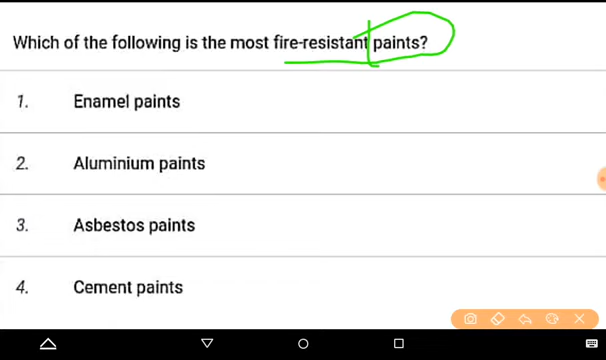 Which of the following is the most fire-resistant paints?
1. Enamel paints
2. Aluminium paints
3. Asbestos paints
4. Cement paints